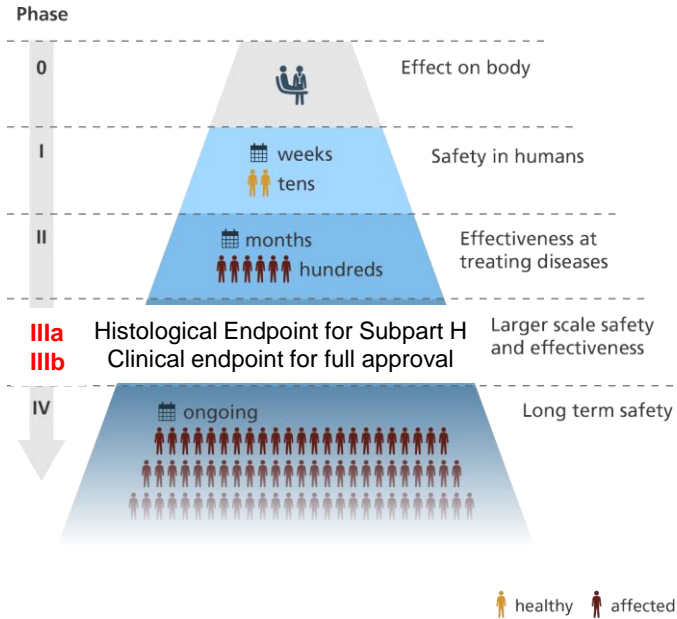 Phase
0
Effect on body
I
weeks
tens
Safety in humans
II
months
hundreds
Effectiveness at
treating diseases
IIIa
IIIb
Histological Endpoint for Subpart H
Clinical endpoint for full approval
Larger scale safety
and effectiveness
IV
ongoing
Long term safety
healthy
affected